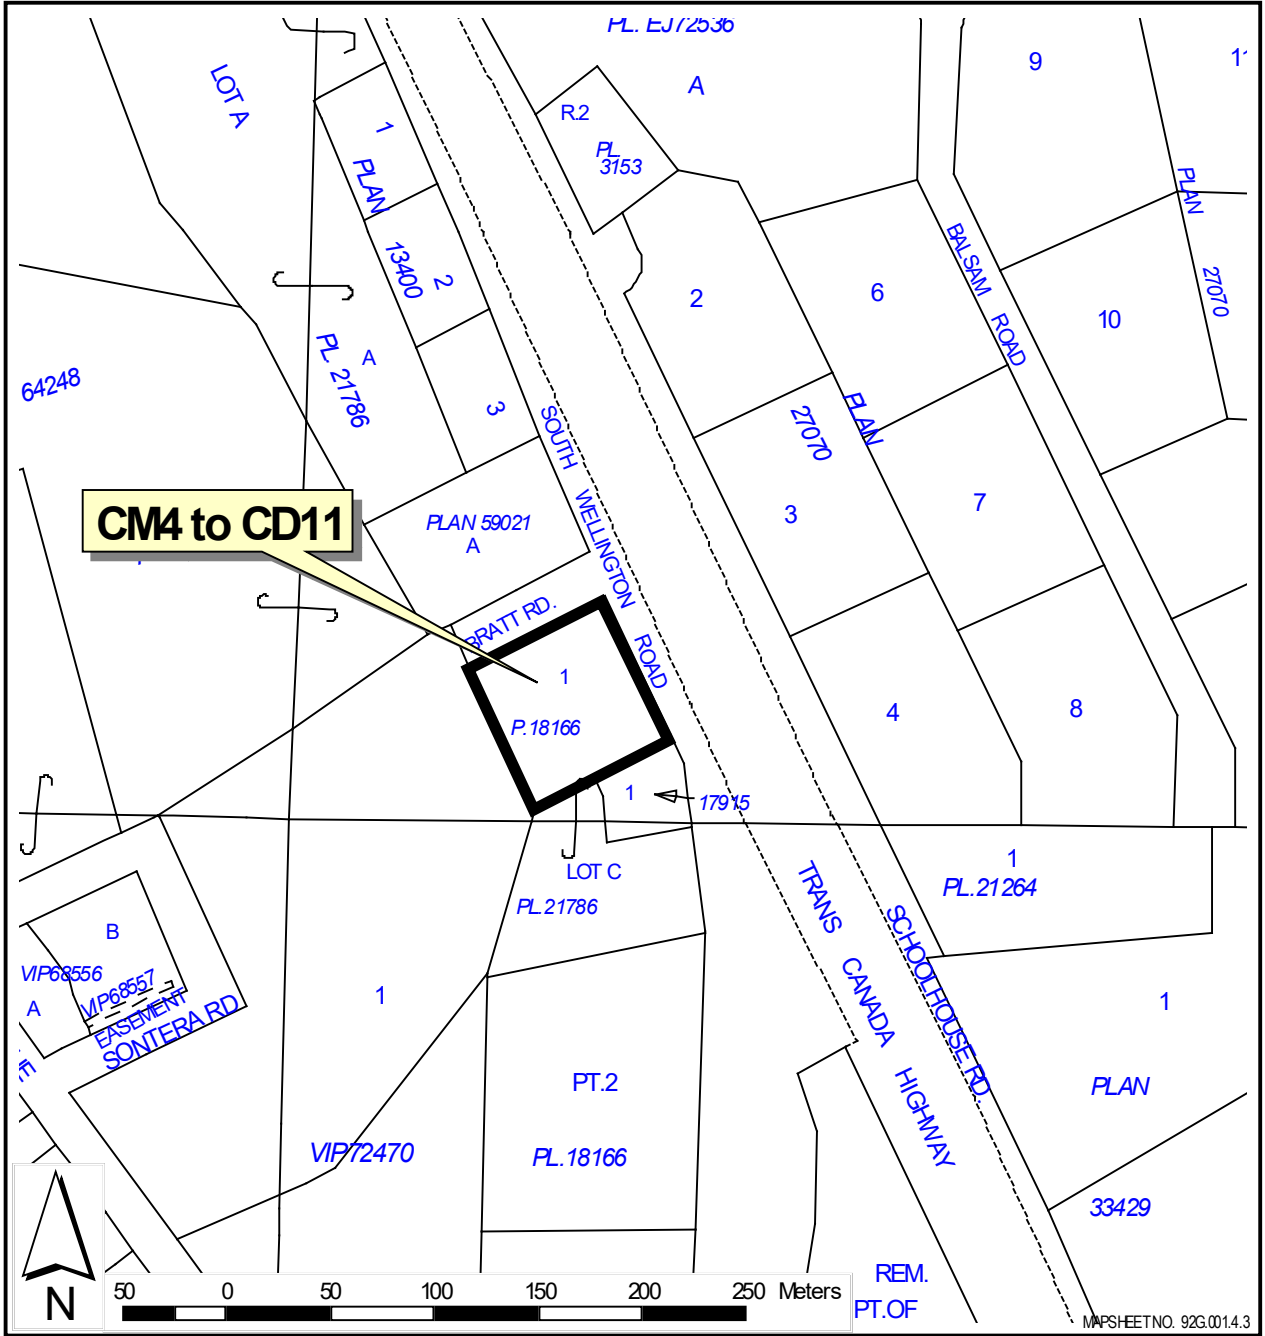 PL. EJ72536
A
9
LOT A
R.2
PL.
3153
1
PLAN
13400
2
3
A
PL. 21786
64248
2
6
BALSAM ROAD
10
PLAN
27070
27070
PLAN
3
7
4
8
SOUTH WELLINGTON ROAD
CM4 to CD11
PLAN 59021
A
BRATT RD.
1
P.18166
1
17915
LOT C
PL.21786
TRANS CANADA HIGHWAY
SCHOOLHOUSE RD.
1
PL.21264
B
VIP68556
A
VIP68557
EASEMENT
SONTERA RD
1
VIP72470
PT.2
PL.18166
1
PLAN
33429
REM.
PT.OF
N
50 0 50 100 150 200 250 Meters
MAPSHEET NO. 92G.001.4.3